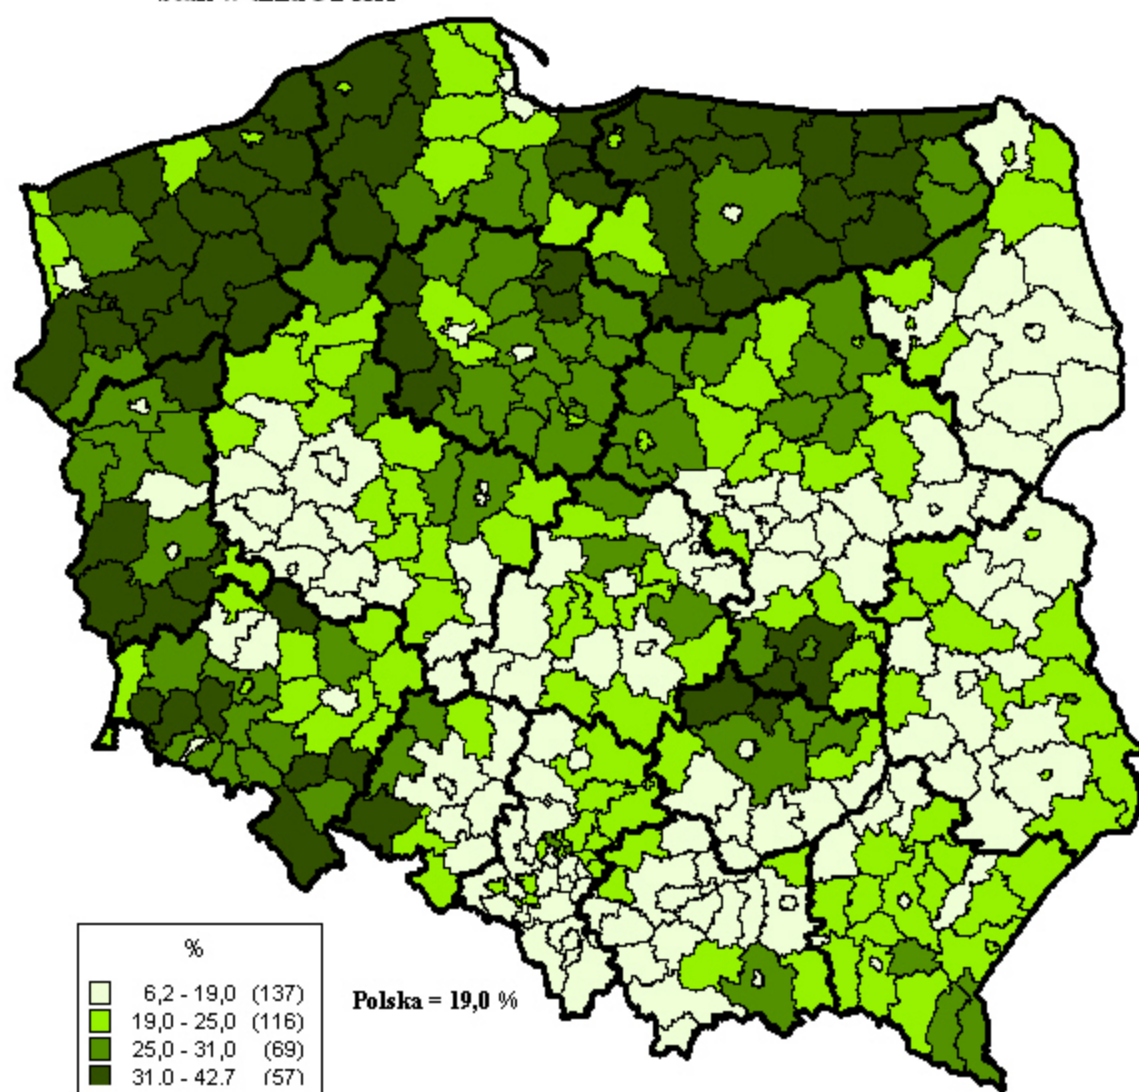 %
6,2 - 19,0 (137)
19,0 - 25,0 (116)
25,0 - 31,0 (69)
31,0 - 42,7 (57)
Polska = 19,0 %